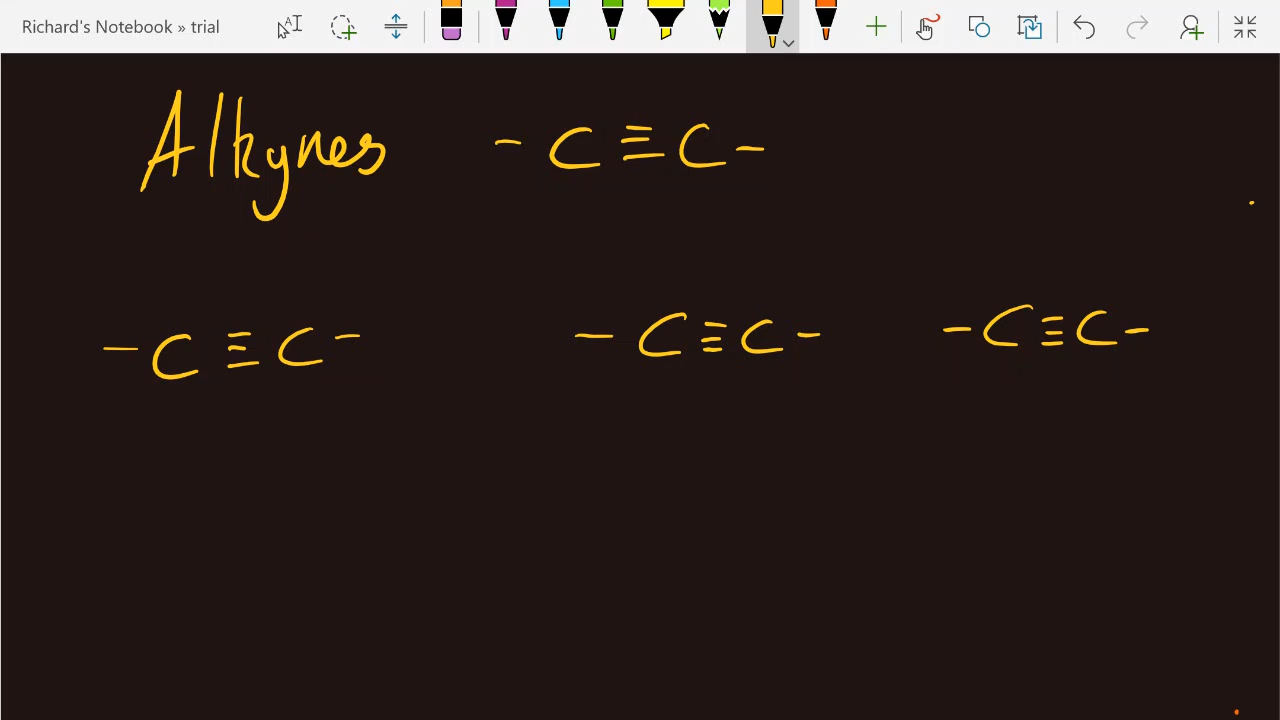 Richard's Notebook » trial
Alkynes - C ≡ C -
- C ≡ C - - C ≡ C - - C ≡ C -